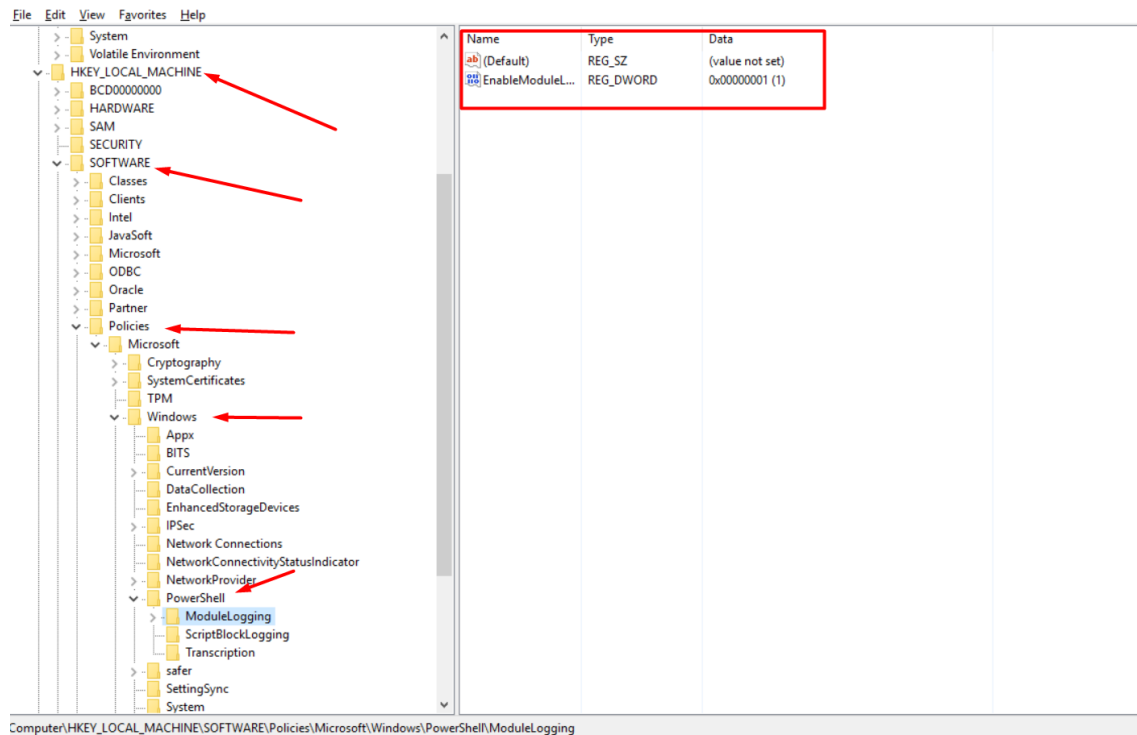 File Edit View Favorites Help
System
Volatile Environment
HKEY_LOCAL_MACHINE
BCD00000000
HARDWARE
SAM
SECURITY
SOFTWARE
Classes
Clients
Intel
JavaSoft
Microsoft
ODBC
Oracle
Partner
Policies
Microsoft
Cryptography
SystemCertificates
TPM
Windows
Appx
BITS
CurrentVersion
DataCollection
EnhancedStorageDevices
IPSec
Network Connections
NetworkConnectivityStatusIndicator
NetworkProvider
PowerShell
ModuleLogging
ScriptBlockLogging
Transcription
safer
SettingSync
System
Name Type Data
(Default) REG_SZ (value not set)
EnableModuleL... REG_DWORD 0x00000001 (1)
Computer\HKEY_LOCAL_MACHINE\SOFTWARE\Policies\Microsoft\Windows\PowerShell\ModuleLogging